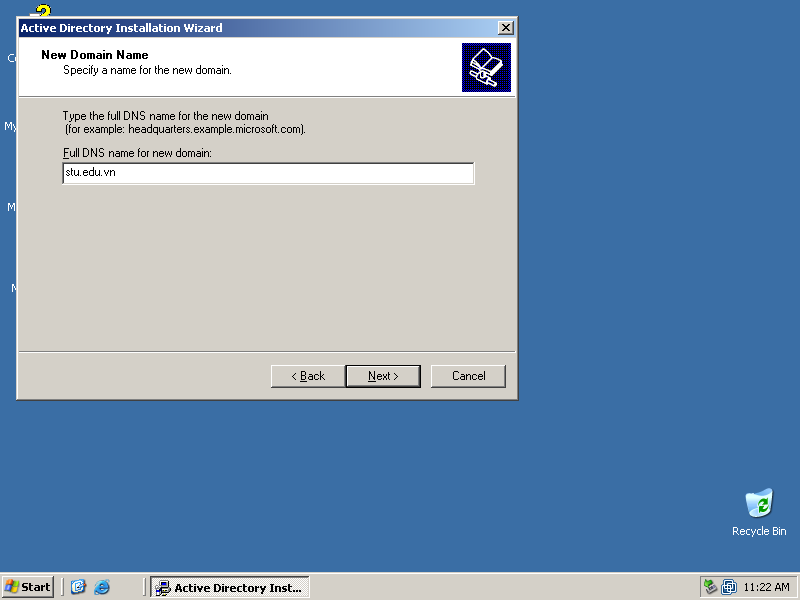 Active Directory Installation Wizard
New Domain Name
Specify a name for the new domain.
Type the full DNS name for the new domain
(for example: headquarters.example.microsoft.com).
Full DNS name for new domain:
stu.edu.vn
< Back
Next >
Cancel
Recycle Bin
Start
Active Directory Inst...
11:22 AM